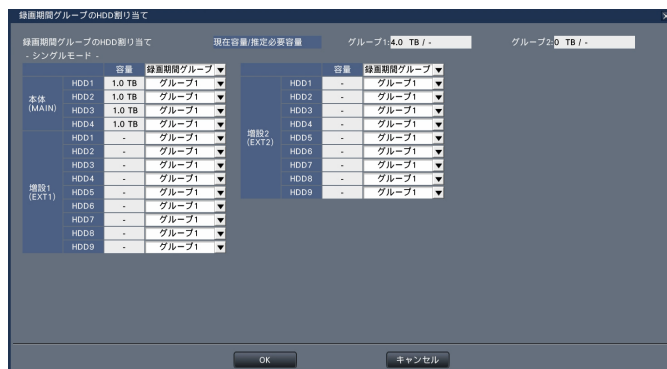 録画期間グループのHDD割り当て
録画期間グループのHDD割り当て 現在容量/推定必要容量 グループ1:4.0 TB / - グループ2:0 TB / -
- シングルモード -
容量 録画期間グループ▼
本体
(MAIN)
HDD1 1.0 TB グループ1 ▼
HDD2 1.0 TB グループ1 ▼
HDD3 1.0 TB グループ1 ▼
HDD4 1.0 TB グループ1 ▼
増設1
(EXT1)
HDD1 - グループ1 ▼
HDD2 - グループ1 ▼
HDD3 - グループ1 ▼
HDD4 - グループ1 ▼
HDD5 - グループ1 ▼
HDD6 - グループ1 ▼
HDD7 - グループ1 ▼
HDD8 - グループ1 ▼
HDD9 - グループ1 ▼
容量 録画期間グループ▼
増設2
(EXT2)
HDD1 - グループ1 ▼
HDD2 - グループ1 ▼
HDD3 - グループ1 ▼
HDD4 - グループ1 ▼
HDD5 - グループ1 ▼
HDD6 - グループ1 ▼
HDD7 - グループ1 ▼
HDD8 - グループ1 ▼
HDD9 - グループ1 ▼
OK キャンセル